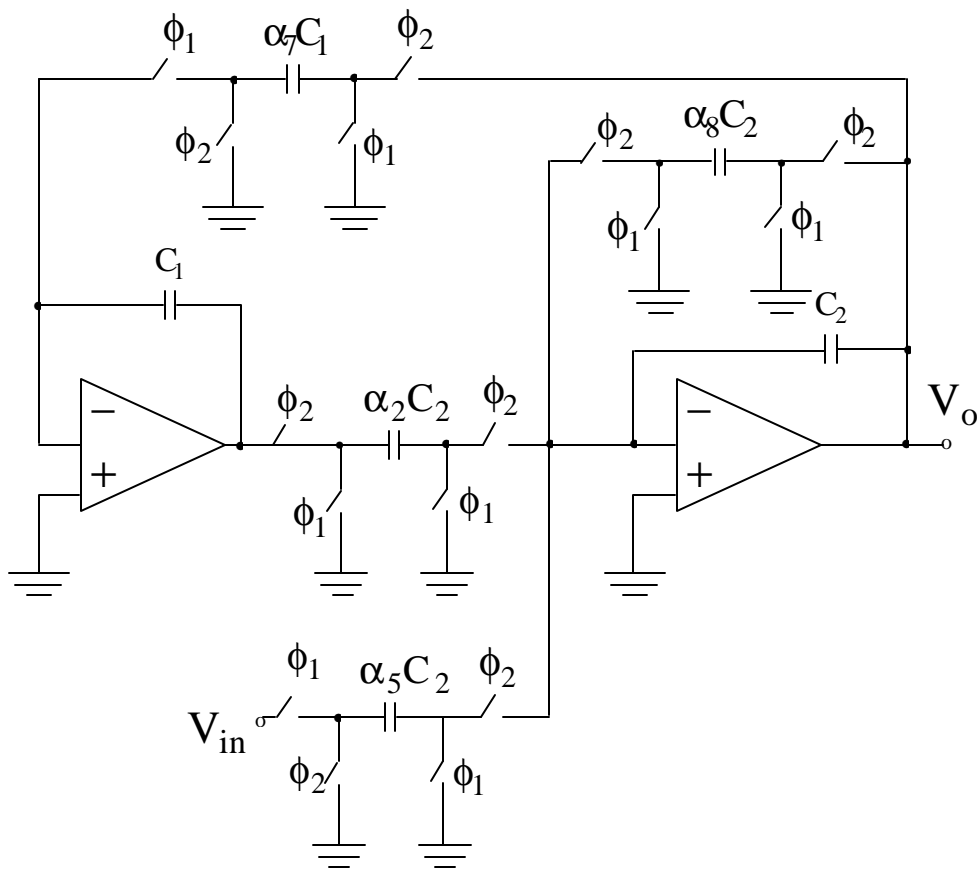 ϕ₁ α₇C₁ ϕ₂
ϕ₂ ϕ₁
ϕ₂ α₈C₂ ϕ₂
ϕ₁ ϕ₁
C₁
C₂
ϕ₂ α₂C₂ ϕ₂
− −
Vₒ
+ +
ϕ₁ ϕ₁
ϕ₁ α₅C₂ ϕ₂
Vᵢₙ
ϕ₂ ϕ₁